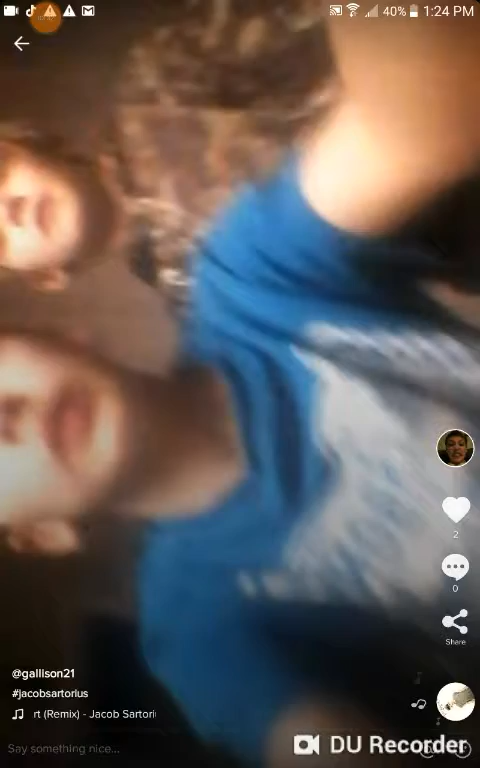 40% 1:24 PM
2
0
Share
@gallison21
#jacobsartorius
rt (Remix) - Jacob Sartori
Say something nice...
DU Recorder